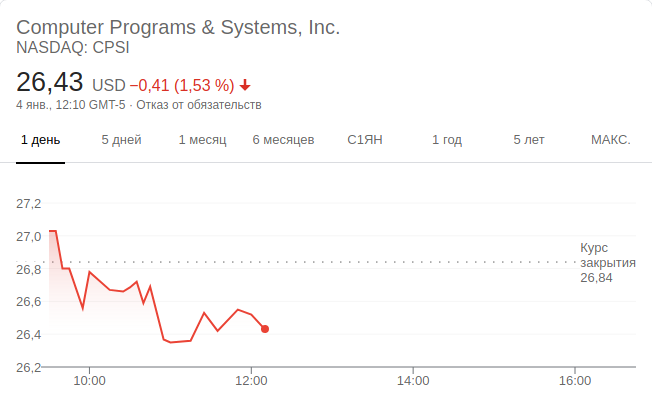 Computer Programs & Systems, Inc.
NASDAQ: CPSI
26,43 USD −0,41 (1,53 %)
4 янв., 12:10 GMT-5 · Отказ от обязательств
1 день 5 дней 1 месяц 6 месяцев С1ЯН 1 год 5 лет МАКС.
27,2
27,0
Курс
закрытия
26,84
26,8
26,6
26,4
26,2
10:00 12:00 14:00 16:00